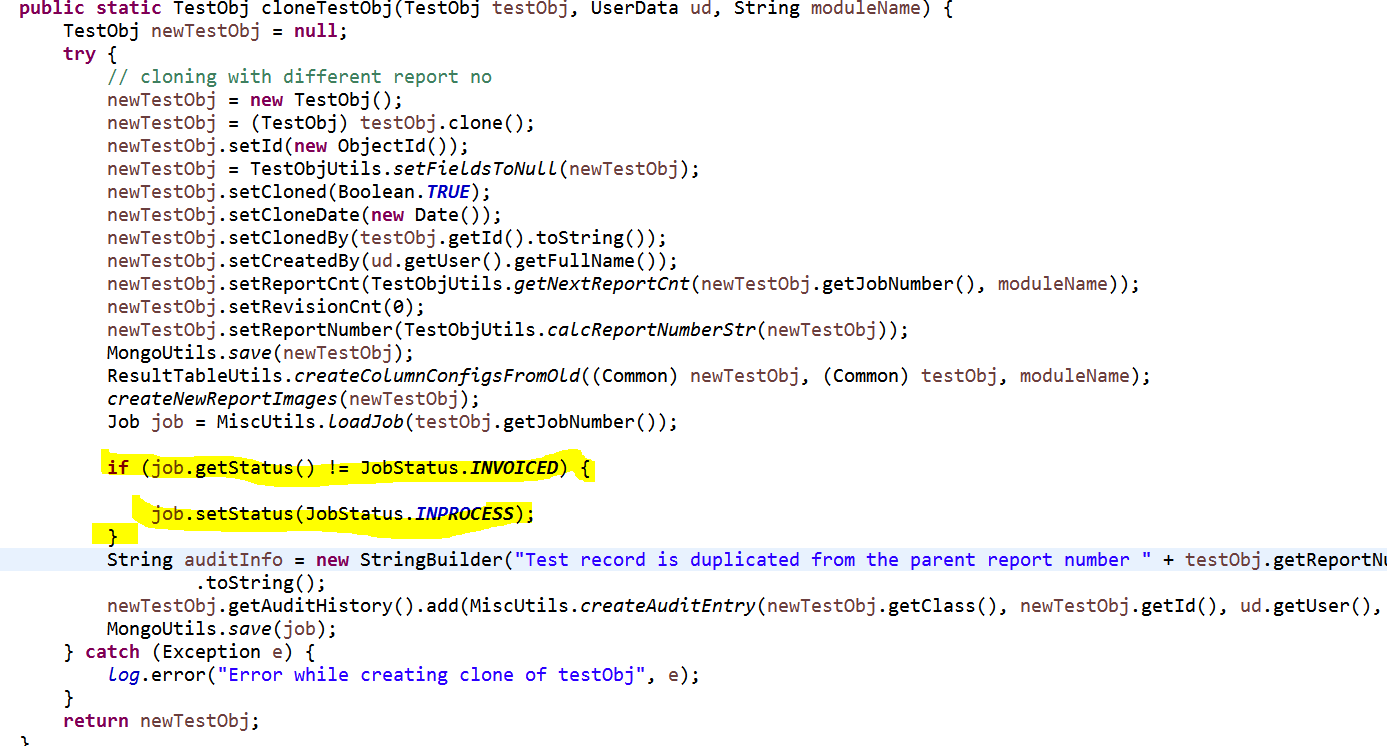 public static TestObj cloneTestObj(TestObj testObj, UserData ud, String moduleName) {
TestObj newTestObj = null;
try {
// cloning with different report no
newTestObj = new TestObj();
newTestObj = (TestObj) testObj.clone();
newTestObj.setId(new ObjectId());
newTestObj = TestObjUtils.setFieldsToNull(newTestObj);
newTestObj.setCloned(Boolean.TRUE);
newTestObj.setCloneDate(new Date());
newTestObj.setClonedBy(testObj.getId().toString());
newTestObj.setCreatedBy(ud.getUser().getFullName());
newTestObj.setReportCnt(TestObjUtils.getNextReportCnt(newTestObj.getJobNumber(), moduleName));
newTestObj.setRevisionCnt(0);
newTestObj.setReportNumber(TestObjUtils.calcReportNumberStr(newTestObj));
MongoUtils.save(newTestObj);
ResultTableUtils.createColumnConfigsFromOld((Common) newTestObj, (Common) testObj, moduleName);
createNewReportImages(newTestObj);
Job job = MiscUtils.loadJob(testObj.getJobNumber());
if (job.getStatus() != JobStatus.INVOICED) {
job.setStatus(JobStatus.INPROCESS);
}
String auditInfo = new StringBuilder("Test record is duplicated from the parent report number " + testObj.getReportNu
.toString();
newTestObj.getAuditHistory().add(MiscUtils.createAuditEntry(newTestObj.getClass(), newTestObj.getId(), ud.getUser(),
MongoUtils.save(job);
} catch (Exception e) {
log.error("Error while creating clone of testObj", e);
}
return newTestObj;
}